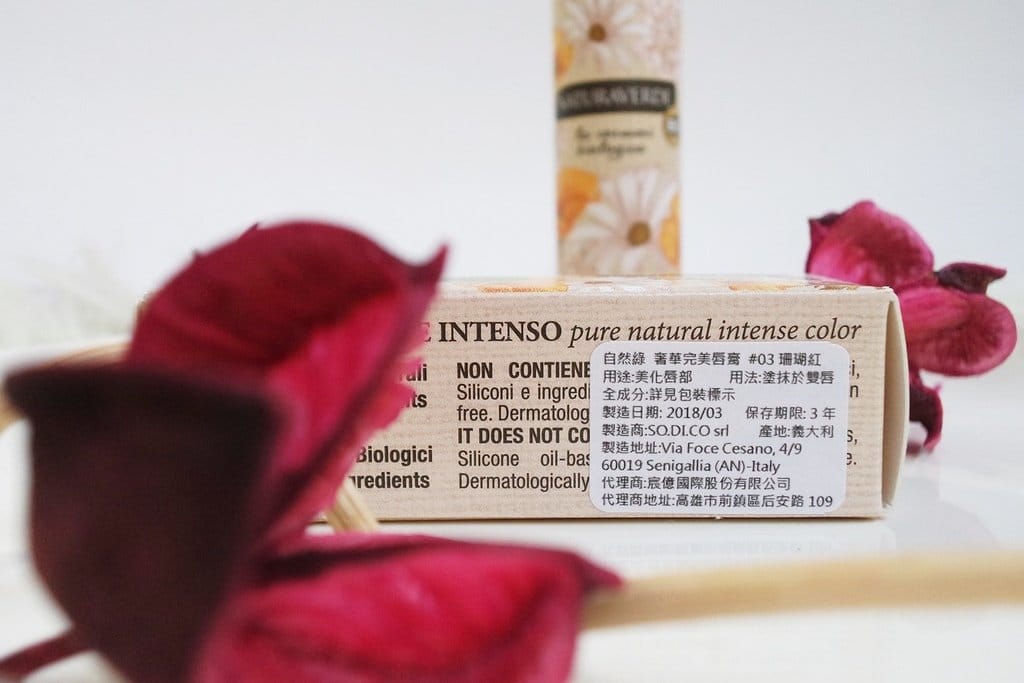 NATURAVERDE
INTENSO pure natural intense color
NON CONTIENE
Siliconi e ingredi
free. Dermatolog
IT DOES NOT CO
Silicone oil-bas
Dermatologically
Biologici
自然綠 奢華完美唇膏 #03 珊瑚紅
用途:美化唇部 用法:塗抹於雙唇
全成分:詳見包裝標示
製造日期: 2018/03 保存期限: 3 年
製造商:SO.DI.CO srl 產地:義大利
製造地址:Via Foce Cesano, 4/9
60019 Senigallia (AN)-Italy
代理商:宸億國際股份有限公司
代理商地址:高雄市前鎮區后安路 109